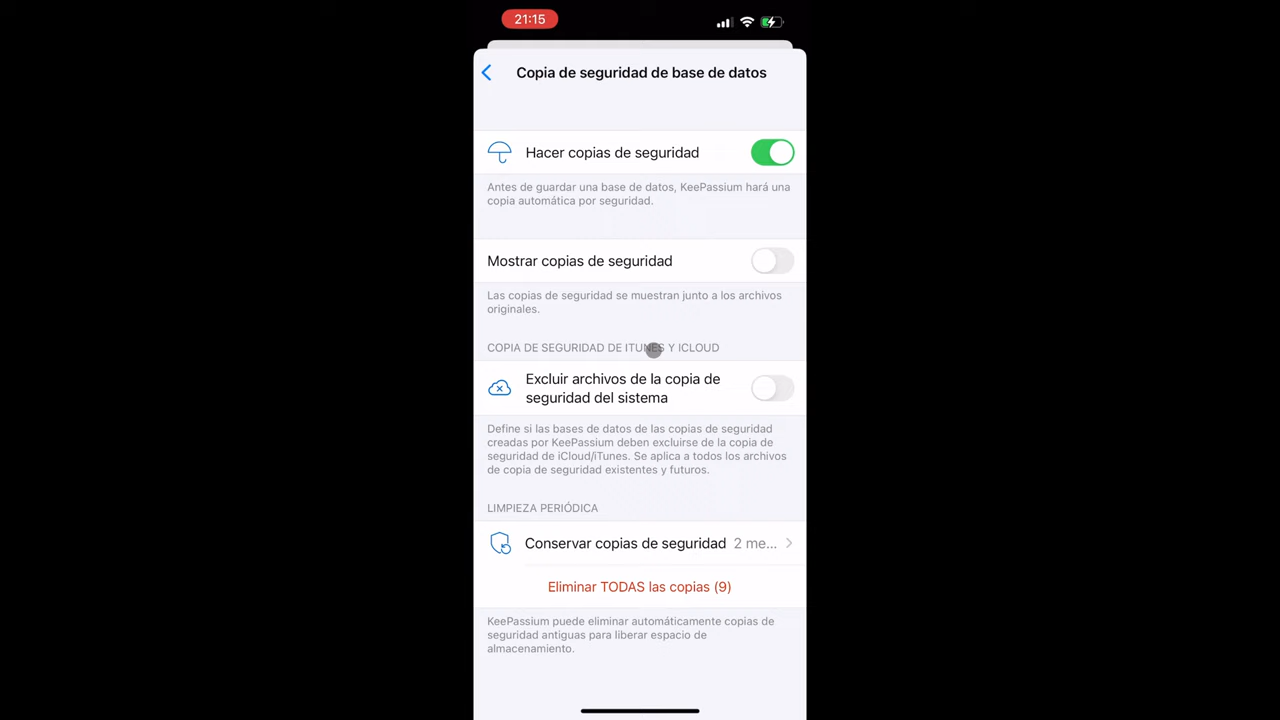 21:15
Copia de seguridad de base de datos
Hacer copias de seguridad
Antes de guardar una base de datos, KeePassium hará una
copia automática por seguridad.
Mostrar copias de seguridad
Las copias de seguridad se muestran junto a los archivos
originales.
COPIA DE SEGURIDAD DE ITUNES Y ICLOUD
Excluir archivos de la copia de
seguridad del sistema
Define si las bases de datos de las copias de seguridad
creadas por KeePassium deben excluirse de la copia de
seguridad de iCloud/iTunes. Se aplica a todos los archivos
de copia de seguridad existentes y futuros.
LIMPIEZA PERIÓDICA
Conservar copias de seguridad 2 me...
Eliminar TODAS las copias (9)
KeePassium puede eliminar automáticamente copias de
seguridad antiguas para liberar espacio de
almacenamiento.